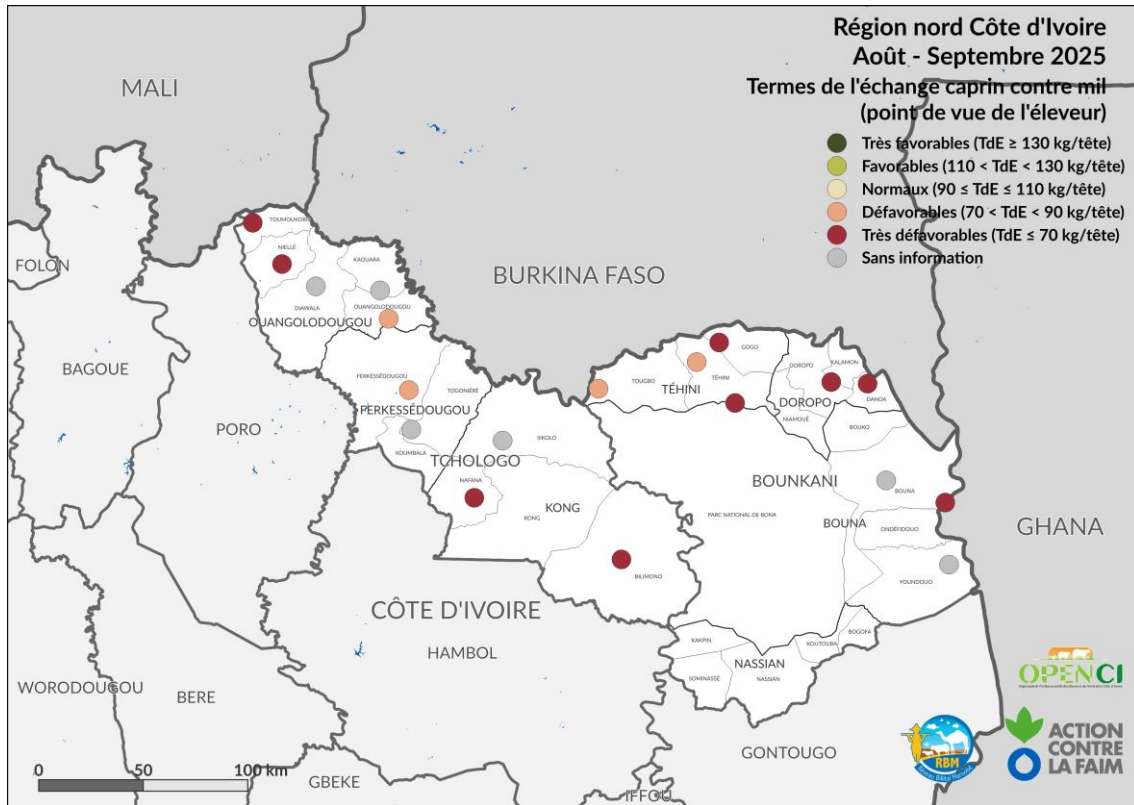 Région nord Côte d'Ivoire
Août - Septembre 2025
Termes de l'échange caprin contre mil
(point de vue de l'éleveur)
Très favorables (TdE ≥ 130 kg/tête)
Favorables (110 < TdE < 130 kg/tête)
Normaux (90 ≤ TdE ≤ 110 kg/tête)
Défavorables (70 < TdE < 90 kg/tête)
Très défavorables (TdE ≤ 70 kg/tête)
Sans information
MALI
BURKINA FASO
GHANA
CÔTE D'IVOIRE
FOLON
BAGOUE
PORO
WORODOUGOU
BERE
HAMBOL
GBEKE
IFFOU
GONTOUGO
TOUMOUKORO
NIELLÉ
KAOUARA
DIAWALA
OUANGOLODOUGOU
OUANGOLODOUGOU
FERKÉSSÉDOUGOU
TOGONIÉRÉ
FERKESSÉDOUGOU
KOUMBALA
TCHOLOGO
SIKOLO
NAFANA
KONG
KONG
BILIMONO
GOGO
TOUGBO
TÉHINI
TÉHINI
DOROPO
KALAMON
DOROPO
DANOA
NIAMOUÉ
BOUKO
BOUNKANI
BOUNA
PARC NATIONAL DE BONA
BOUNA
ONDÉFIDOUO
YOUNDOUO
KAKPIN
KOUTOUBA
BOGOFA
NASSIAN
SOMINASSÉ
NASSIAN
0 50 100 km
OPENCI
RBM
ACTION
CONTRE
LA FAIM